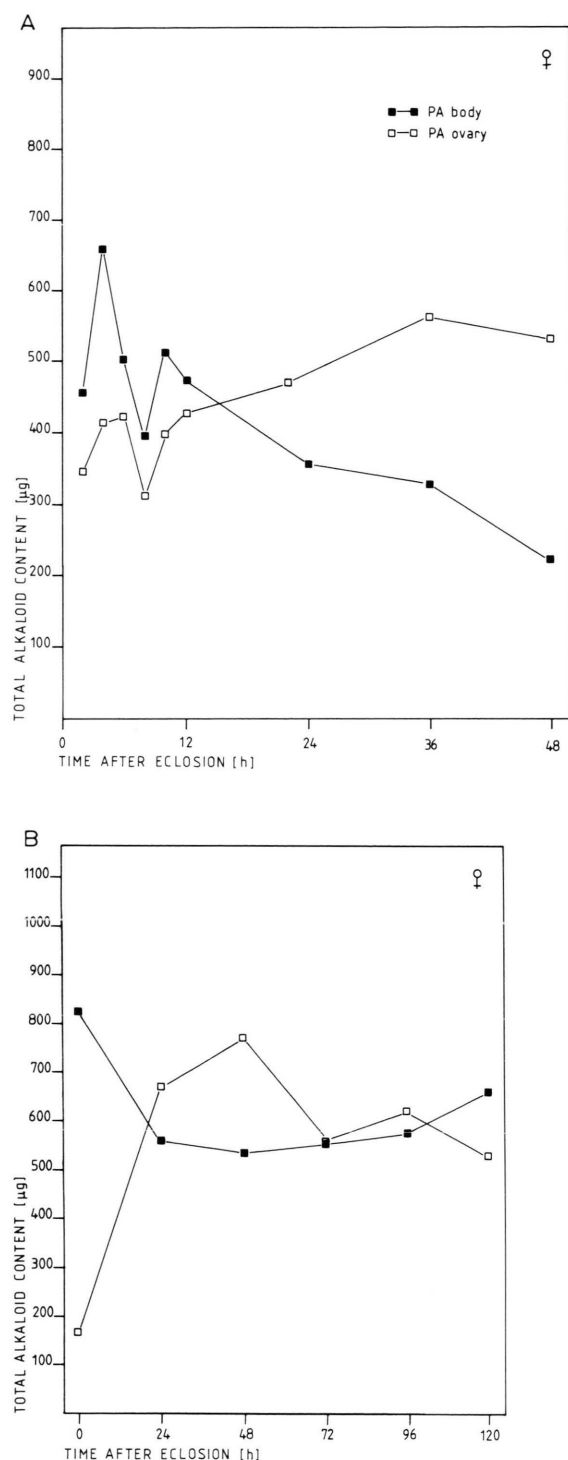 A
♀
900
800
700
600
500
400
300
200
100
PA body
PA ovary
TOTAL ALKALOID CONTENT [µg]
0 12 24 36 48
TIME AFTER ECLOSION [h]
B
♀
1100
1000
900
800
700
600
500
400
300
200
100
TOTAL ALKALOID CONTENT [µg]
0 24 48 72 96 120
TIME AFTER ECLOSION [h]